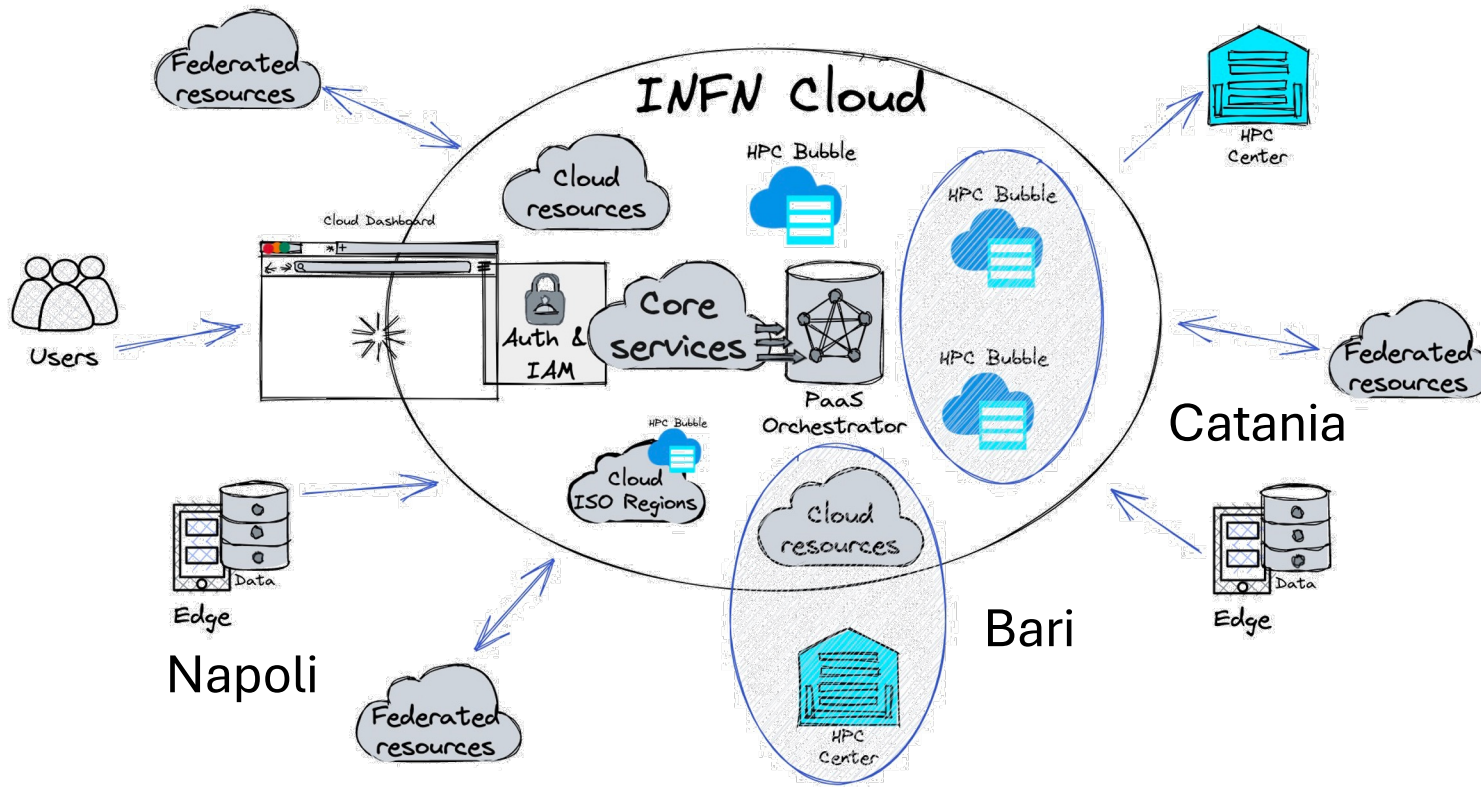 Federated
resources
INFN Cloud
HPC
Center
Cloud
resources
HPC Bubble
HPC Bubble
Cloud Dashboard
Users
Auth &
IAM
Core
services
PaaS
Orchestrator
HPC Bubble
Federated
resources
Catania
HPC Bubble
Cloud
ISO Regions
Cloud
resources
Data
Edge
Napoli
Federated
resources
Bari
HPC
Center
Data
Edge